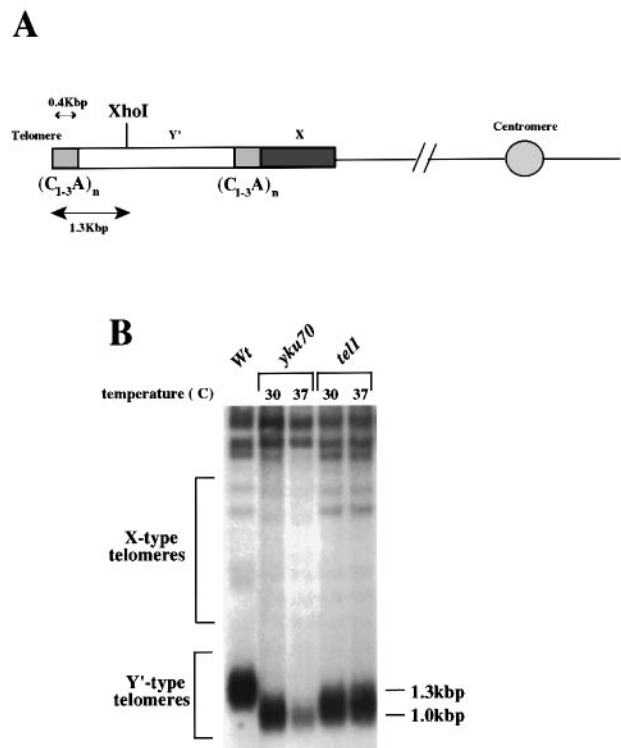 A
0.4Kbp
XhoI
Telomere
Y'
X
Centromere
(C1-3A)n
(C1-3A)n
1.3Kbp
B
Wt
yku70
tel1
temperature ( C)
30
37
30
37
X-type
telomeres
Y'-type
telomeres
1.3kbp
1.0kbp